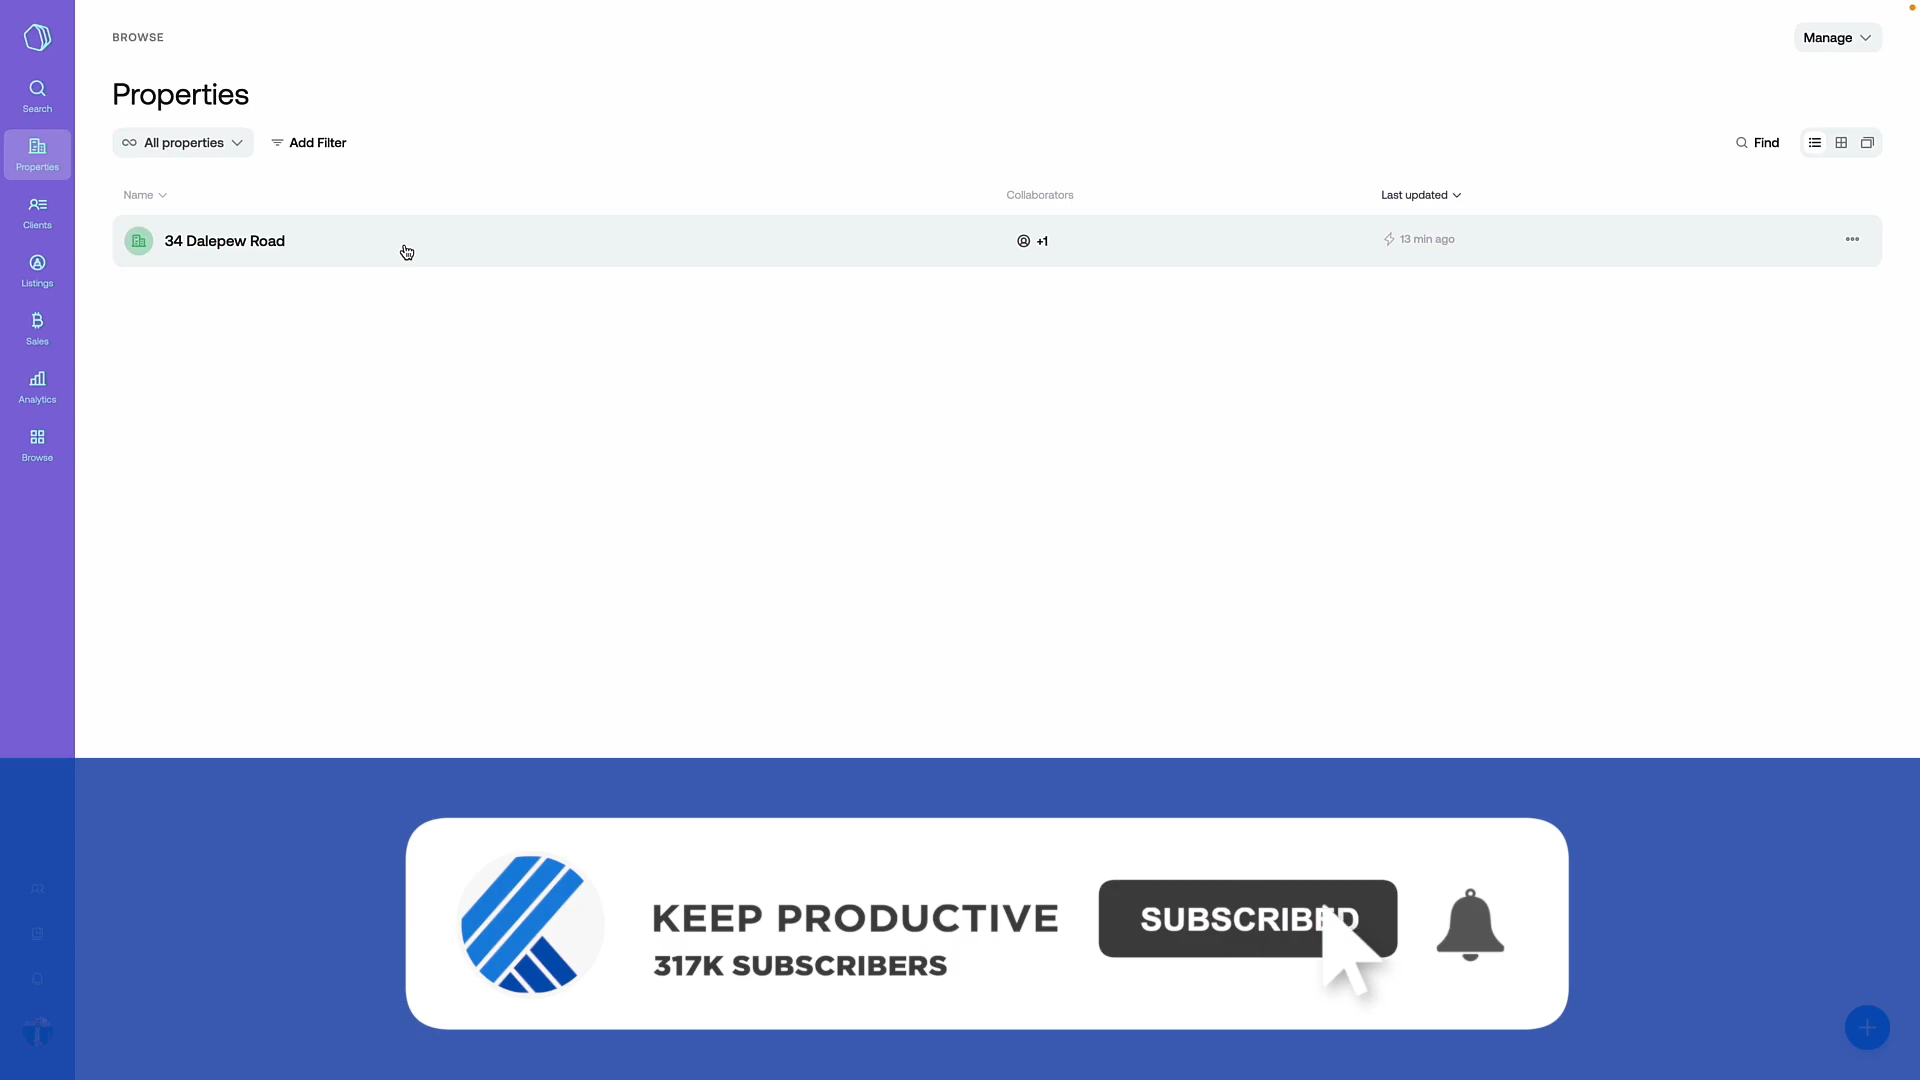 BROWSE
Manage
Search
Properties
All properties
Add Filter
Find
Properties
Name
Collaborators
Last updated
34 Dalepew Road
+1
13 min ago
Clients
Listings
Sales
Analytics
Browse
KEEP PRODUCTIVE
SUBSCRIBED
317K SUBSCRIBERS